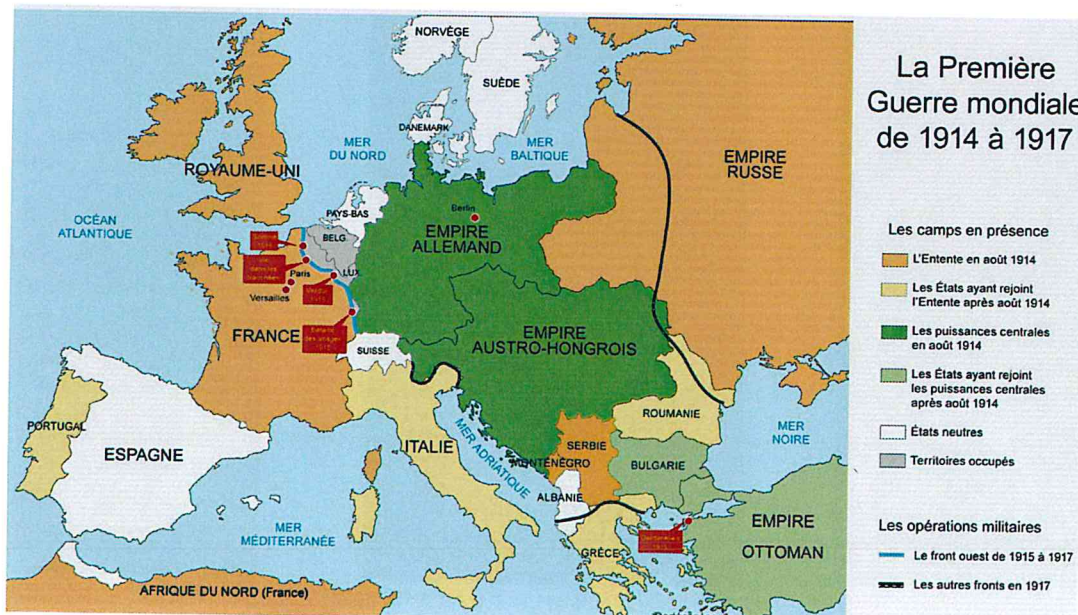 La Première
Guerre mondiale
de 1914 à 1917
Les camps en présence
L'Entente en août 1914
Les États ayant rejoint
l'Entente après août 1914
Les puissances centrales
en août 1914
Les États ayant rejoint
les puissances centrales
après août 1914
États neutres
Territoires occupés
Les opérations militaires
Le front ouest de 1915 à 1917
Les autres fronts en 1917
NORVÈGE
SUÈDE
DANEMARK
MER
DU NORD
MER
BALTIQUE
EMPIRE
RUSSE
ROYAUME-UNI
OCÉAN
ATLANTIQUE
PAYS-BAS
Berlin
EMPIRE
ALLEMAND
BELG
LUX
Paris
Versailles
FRANCE
SUISSE
EMPIRE
AUSTRO-HONGROIS
ROUMANIE
MER
NOIRE
PORTUGAL
ESPAGNE
ITALIE
MER ADRIATIQUE
SERBIE
MONTÉNÉGRO
BULGARIE
ALBANIE
MER
MÉDITERRANÉE
GRÈCE
EMPIRE
OTTOMAN
AFRIQUE DU NORD (France)